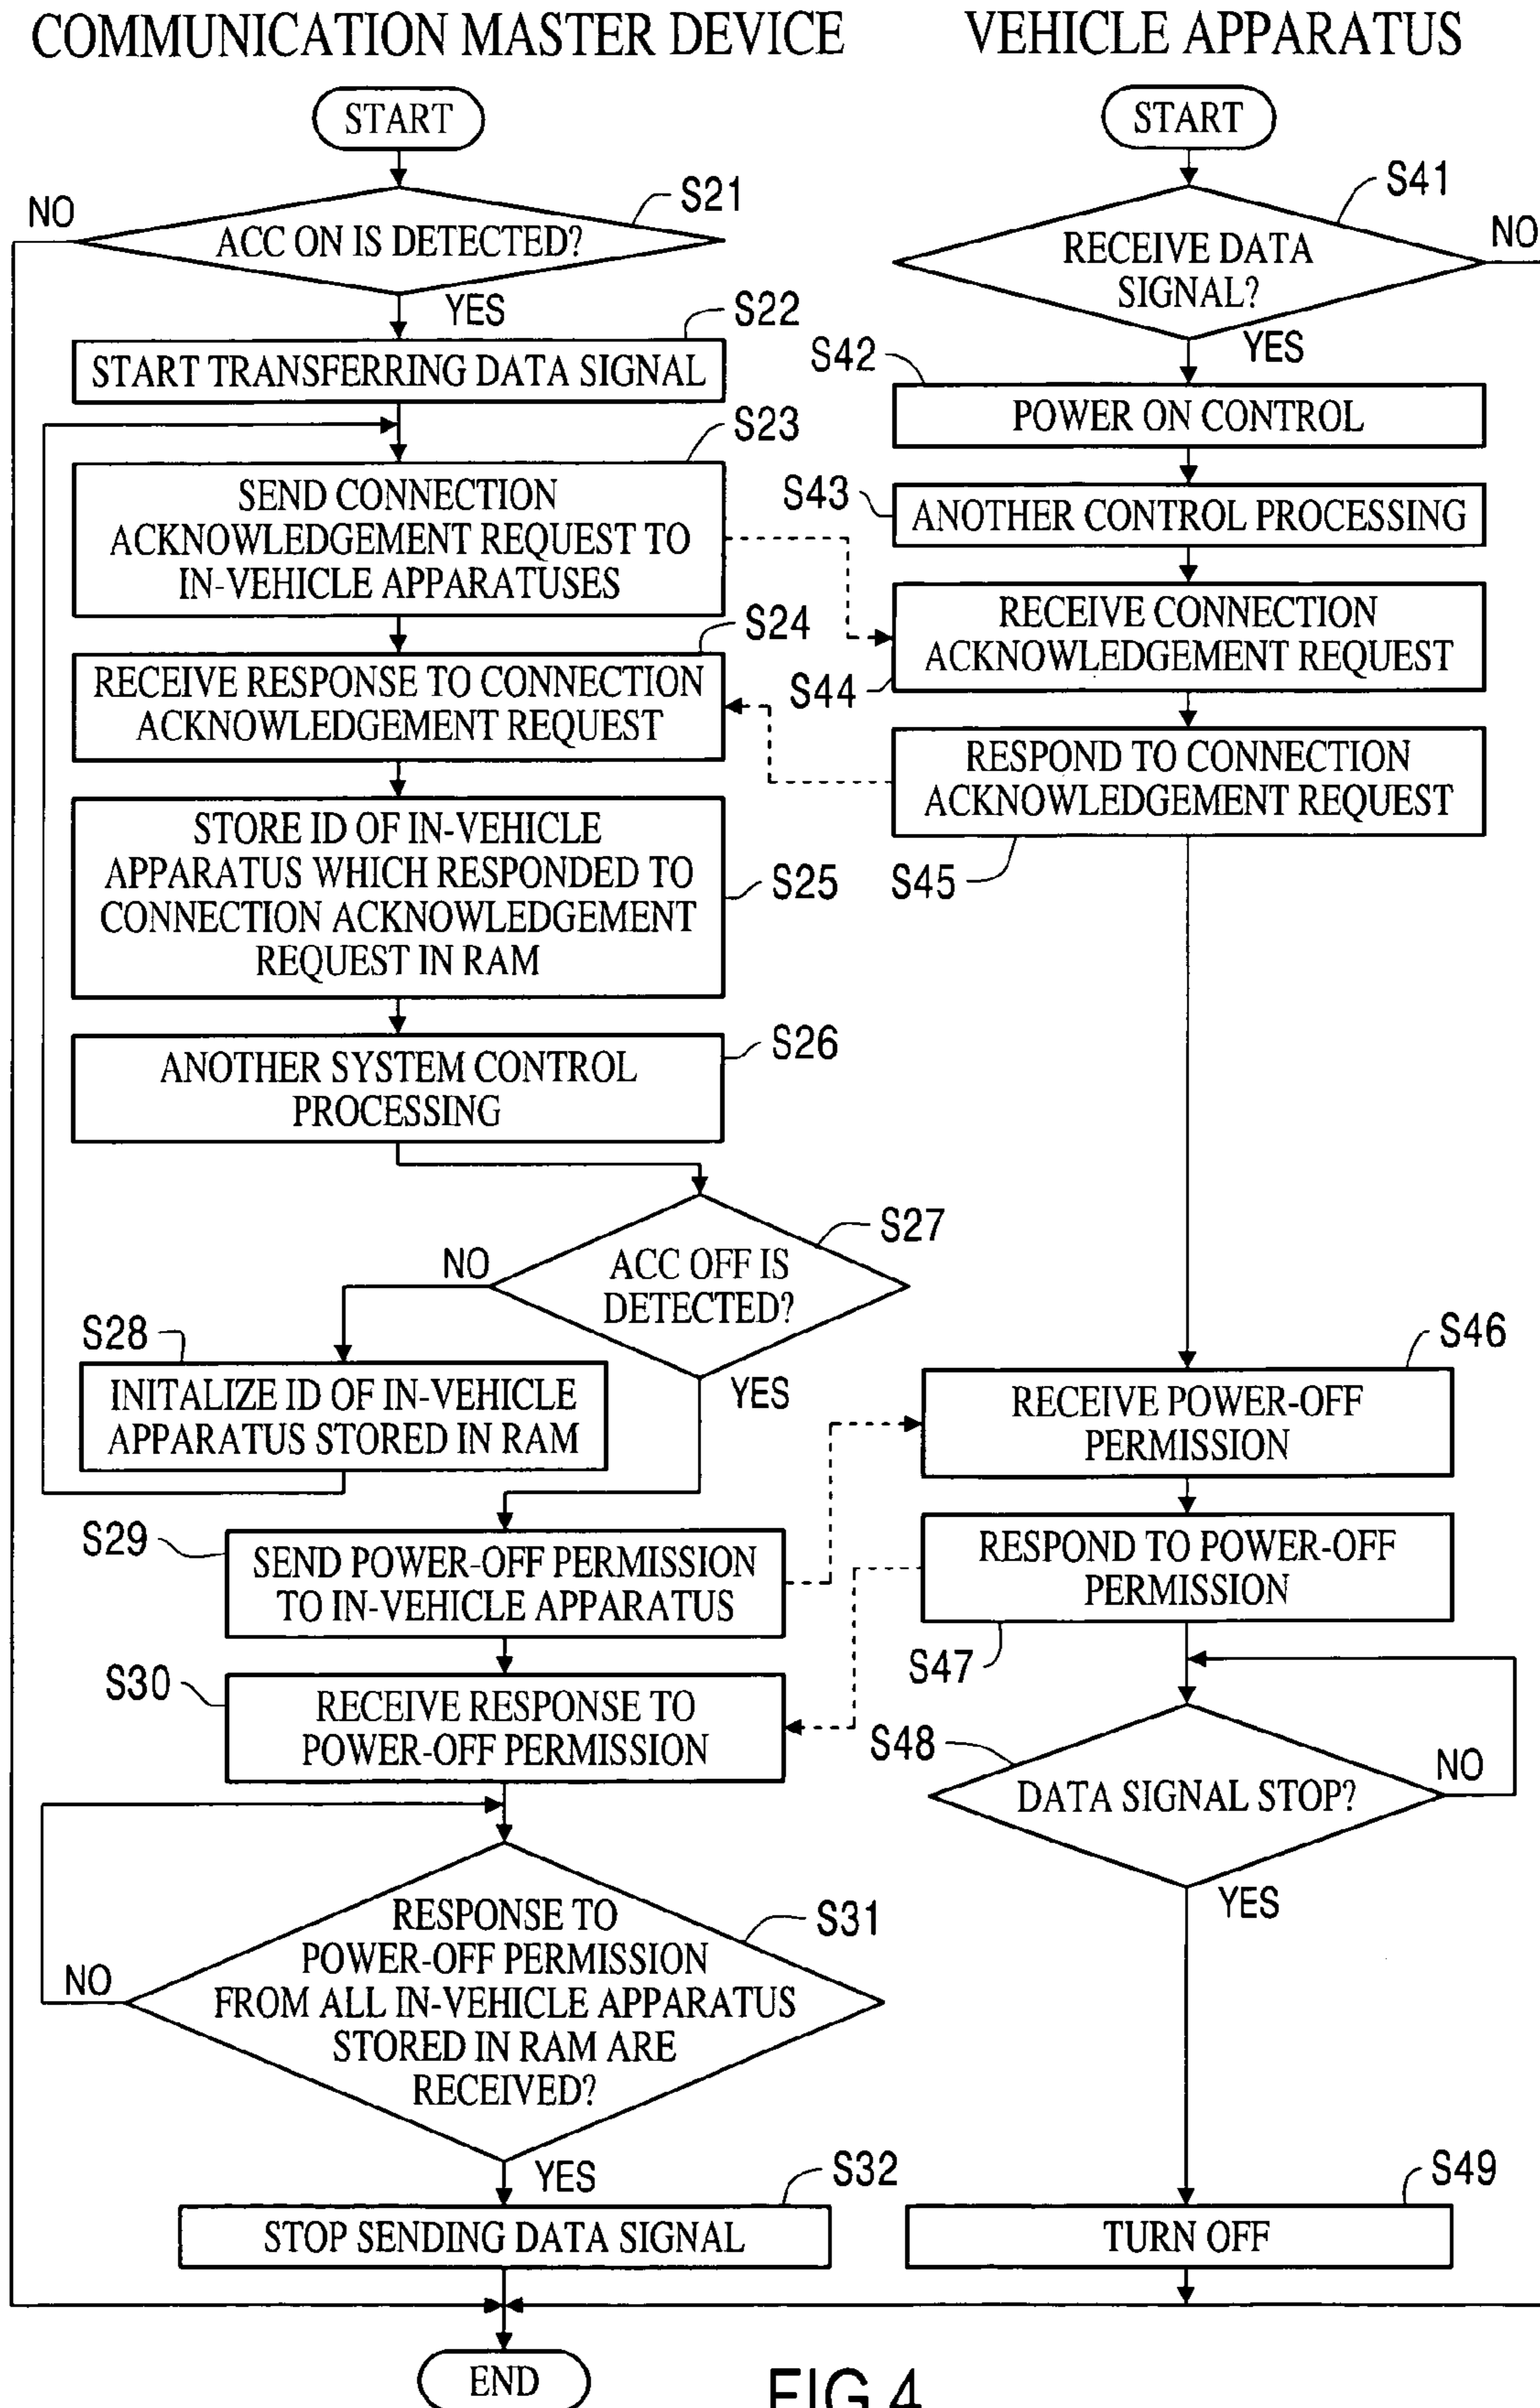 COMMUNICATION MASTER DEVICE
VEHICLE APPARATUS
START
S21
NO
ACC ON IS DETECTED?
YES
S22
START TRANSFERRING DATA SIGNAL
S23
SEND CONNECTION
ACKNOWLEDGEMENT REQUEST TO
IN-VEHICLE APPARATUSES
S24
RECEIVE RESPONSE TO CONNECTION
ACKNOWLEDGEMENT REQUEST
STORE ID OF IN-VEHICLE
APPARATUS WHICH RESPONDED TO
CONNECTION ACKNOWLEDGEMENT
REQUEST IN RAM
S25
S26
ANOTHER SYSTEM CONTROL
PROCESSING
S27
NO
ACC OFF IS
DETECTED?
YES
S28
INITALIZE ID OF IN-VEHICLE
APPARATUS STORED IN RAM
S29
SEND POWER-OFF PERMISSION
TO IN-VEHICLE APPARATUS
S30
RECEIVE RESPONSE TO
POWER-OFF PERMISSION
S31
RESPONSE TO
POWER-OFF PERMISSION
FROM ALL IN-VEHICLE APPARATUS
STORED IN RAM ARE
RECEIVED?
NO
YES
S32
STOP SENDING DATA SIGNAL
START
S41
NO
RECEIVE DATA
SIGNAL?
YES
S42
POWER ON CONTROL
S43
ANOTHER CONTROL PROCESSING
RECEIVE CONNECTION
ACKNOWLEDGEMENT REQUEST
S44
RESPOND TO CONNECTION
ACKNOWLEDGEMENT REQUEST
S45
S46
RECEIVE POWER-OFF
PERMISSION
RESPOND TO POWER-OFF
PERMISSION
S47
S48
DATA SIGNAL STOP?
NO
YES
S49
TURN OFF
END
FIG.4